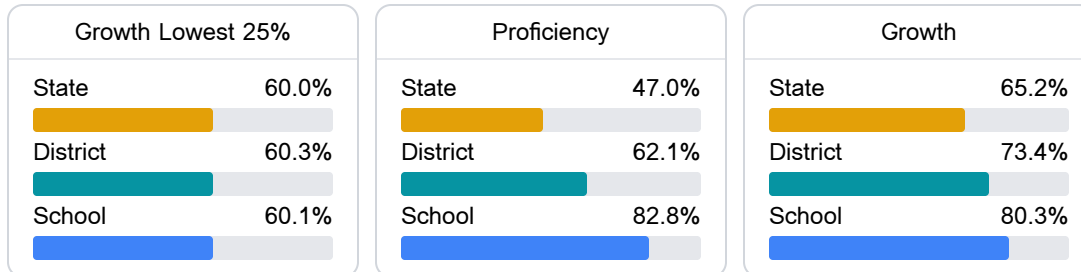 Growth Lowest 25%
State 60.0%
District 60.3%
School 60.1%
Proficiency
State 47.0%
District 62.1%
School 82.8%
Growth
State 65.2%
District 73.4%
School 80.3%